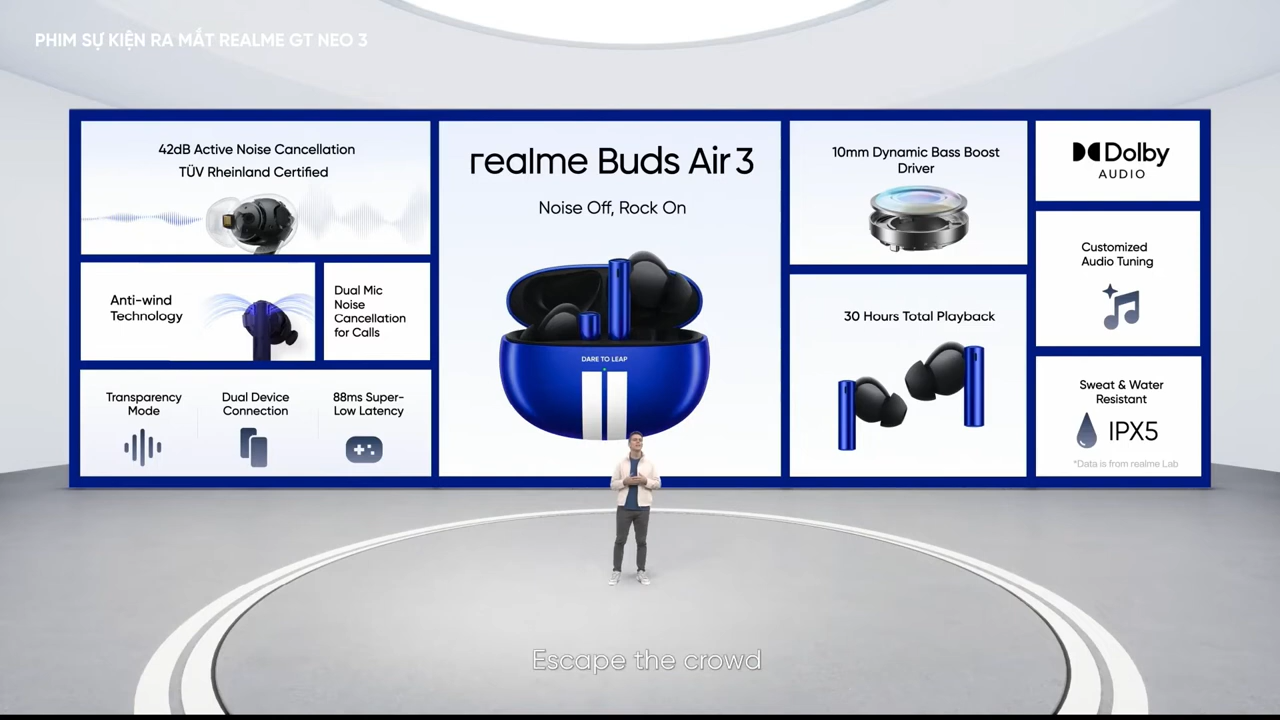 PHIM SỰ KIỆN RA MẮT REALME GT NEO 3
42dB Active Noise Cancellation
TÜV Rheinland Certified
Anti-wind
Technology
Dual Mic
Noise
Cancellation
for Calls
Transparency
Mode
Dual Device
Connection
88ms Super-
Low Latency
realme Buds Air 3
Noise Off, Rock On
DARE TO LEAP
10mm Dynamic Bass Boost
Driver
30 Hours Total Playback
Dolby
AUDIO
Customized
Audio Tuning
Sweat & Water
Resistant
IPX5
*Data is from realme Lab
Escape the crowd